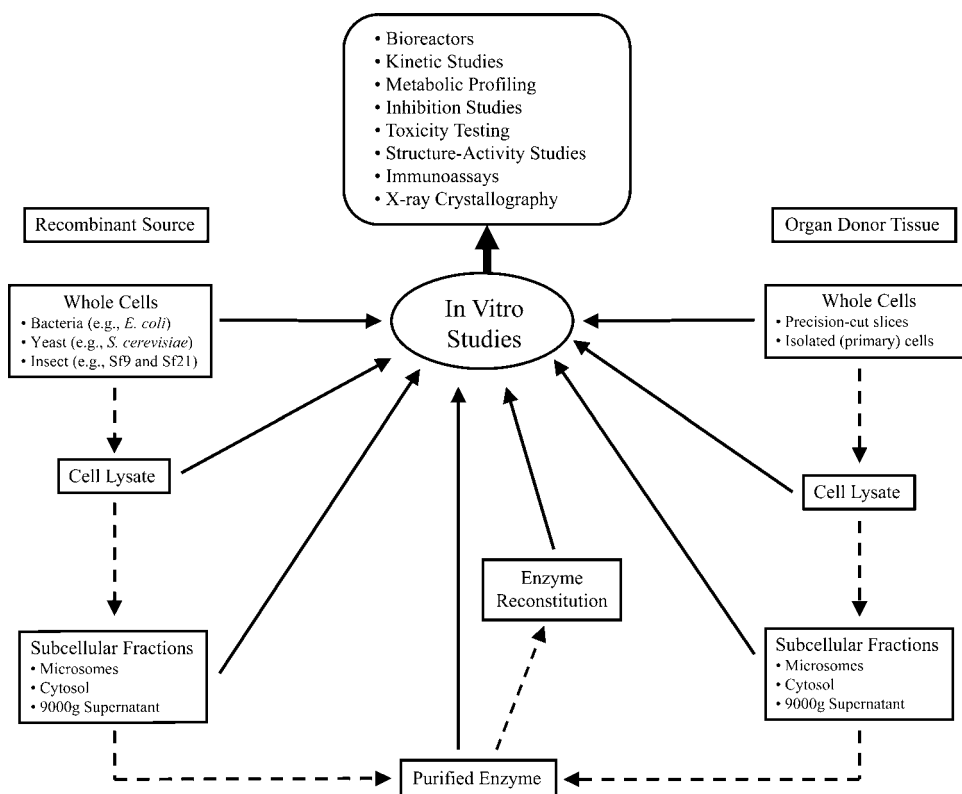 • Bioreactors
• Kinetic Studies
• Metabolic Profiling
• Inhibition Studies
• Toxicity Testing
• Structure-Activity Studies
• Immunoassays
• X-ray Crystallography
Recombinant Source
Organ Donor Tissue
Whole Cells
• Bacteria (e.g., E. coli)
• Yeast (e.g., S. cerevisiae)
• Insect (e.g., Sf9 and Sf21)
In Vitro
Studies
Whole Cells
• Precision-cut slices
• Isolated (primary) cells
Cell Lysate
Cell Lysate
Enzyme
Reconstitution
Subcellular Fractions
• Microsomes
• Cytosol
• 9000g Supernatant
Subcellular Fractions
• Microsomes
• Cytosol
• 9000g Supernatant
Purified Enzyme